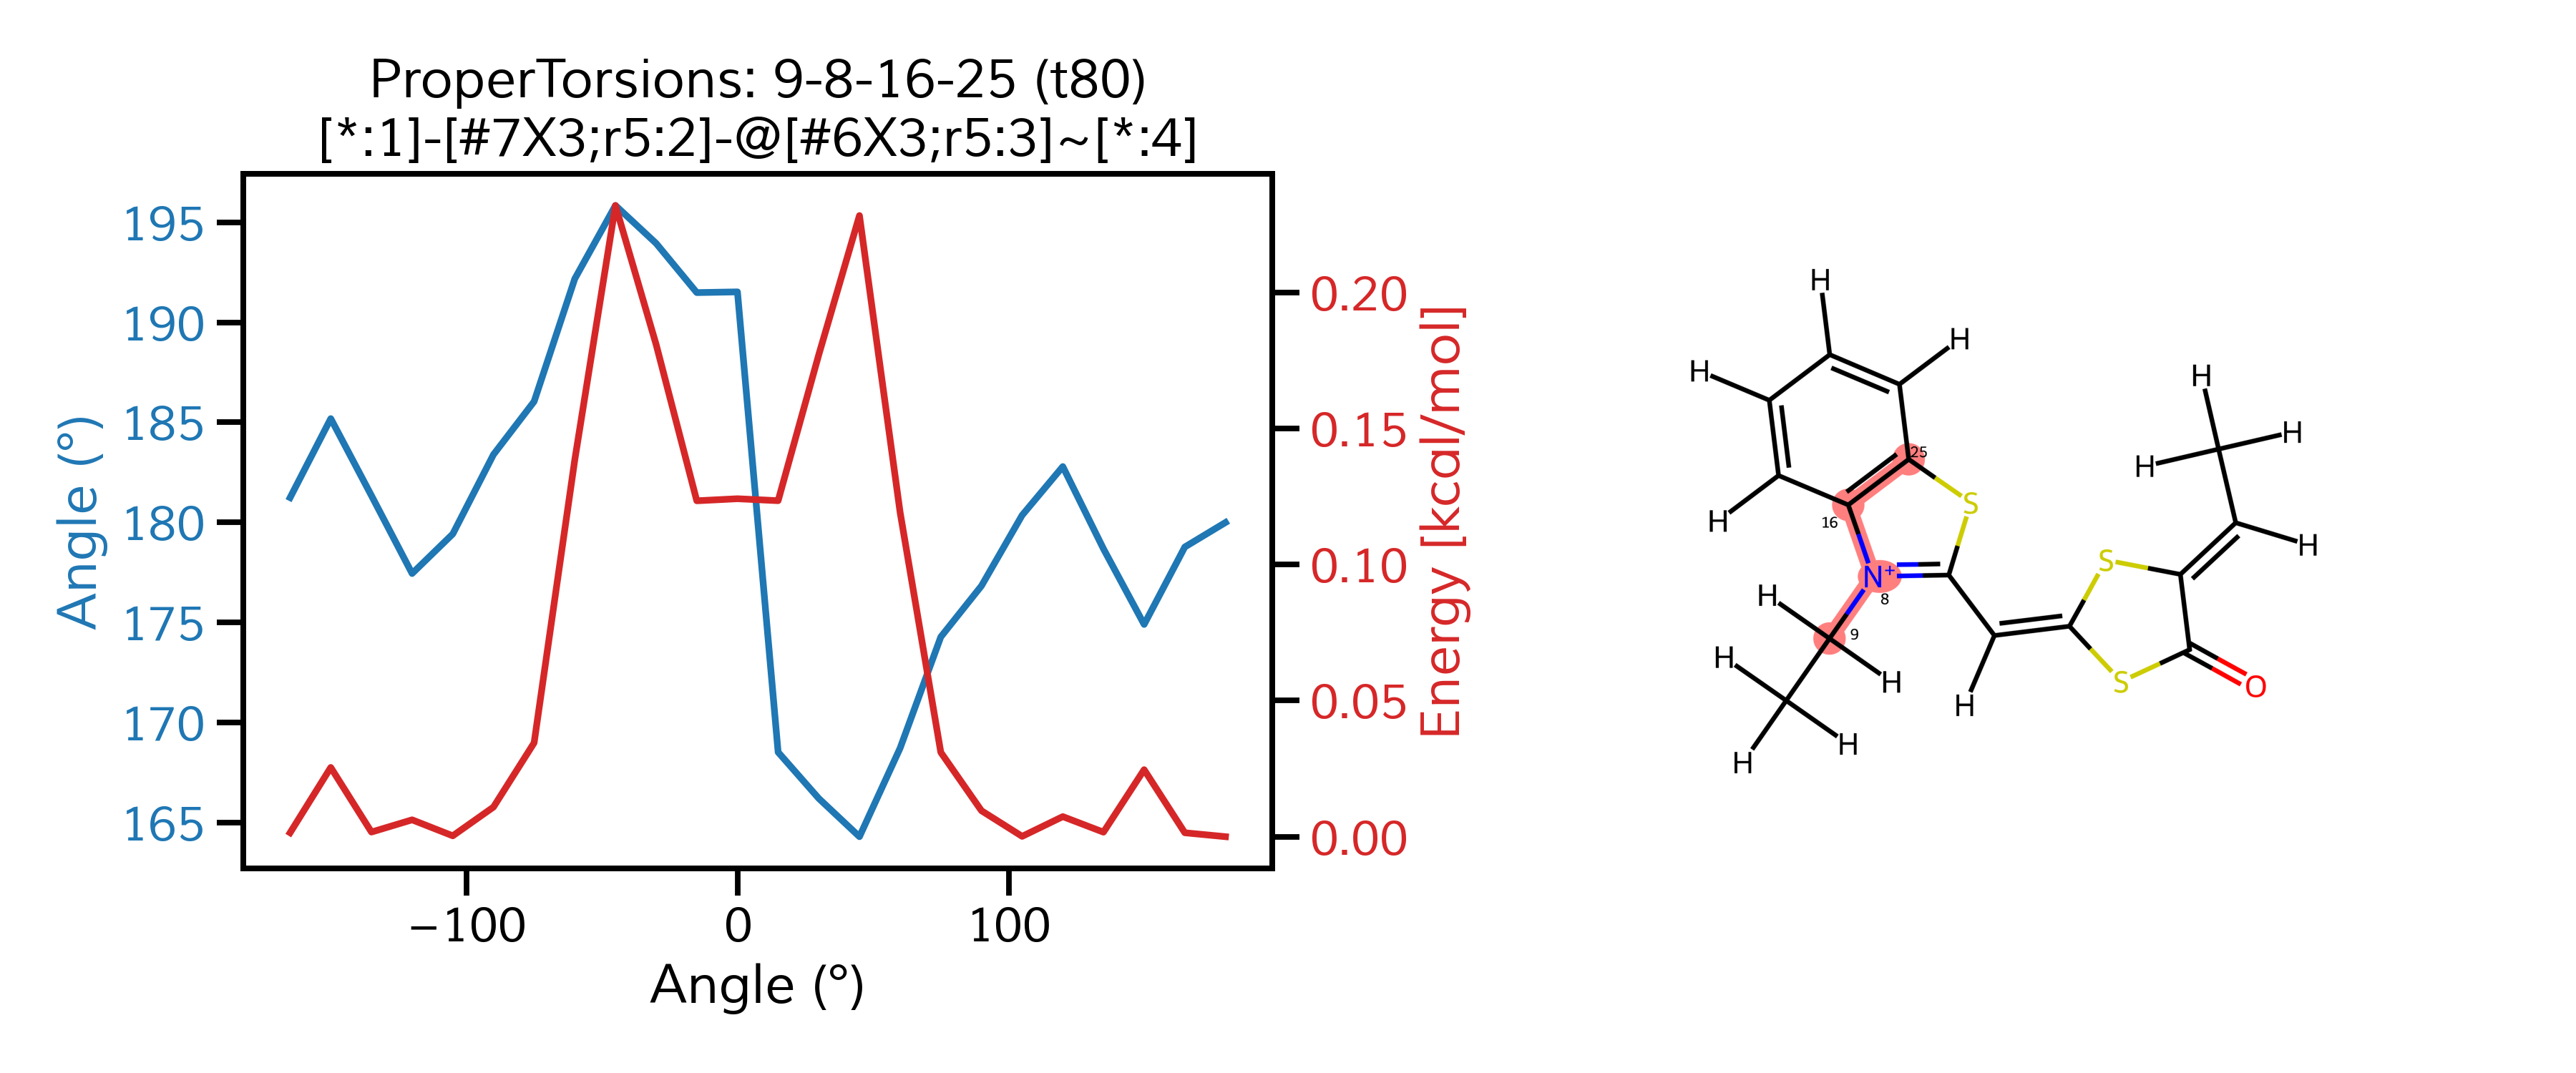 ProperTorsions: 9-8-16-25 (t80)
[*:1]-[#7X3;r5:2]-@[#6X3;r5:3]~[*:4]
195
190
185
180
175
170
165
Angle (°)
0.20
0.15
0.10
0.05
0.00
Energy [kcal/mol]
−100
0
100
Angle (°)
H
H
H
H
25
16
S
N+
8
H
9
H
H
H
H
H
S
S
O
H
H
H
H